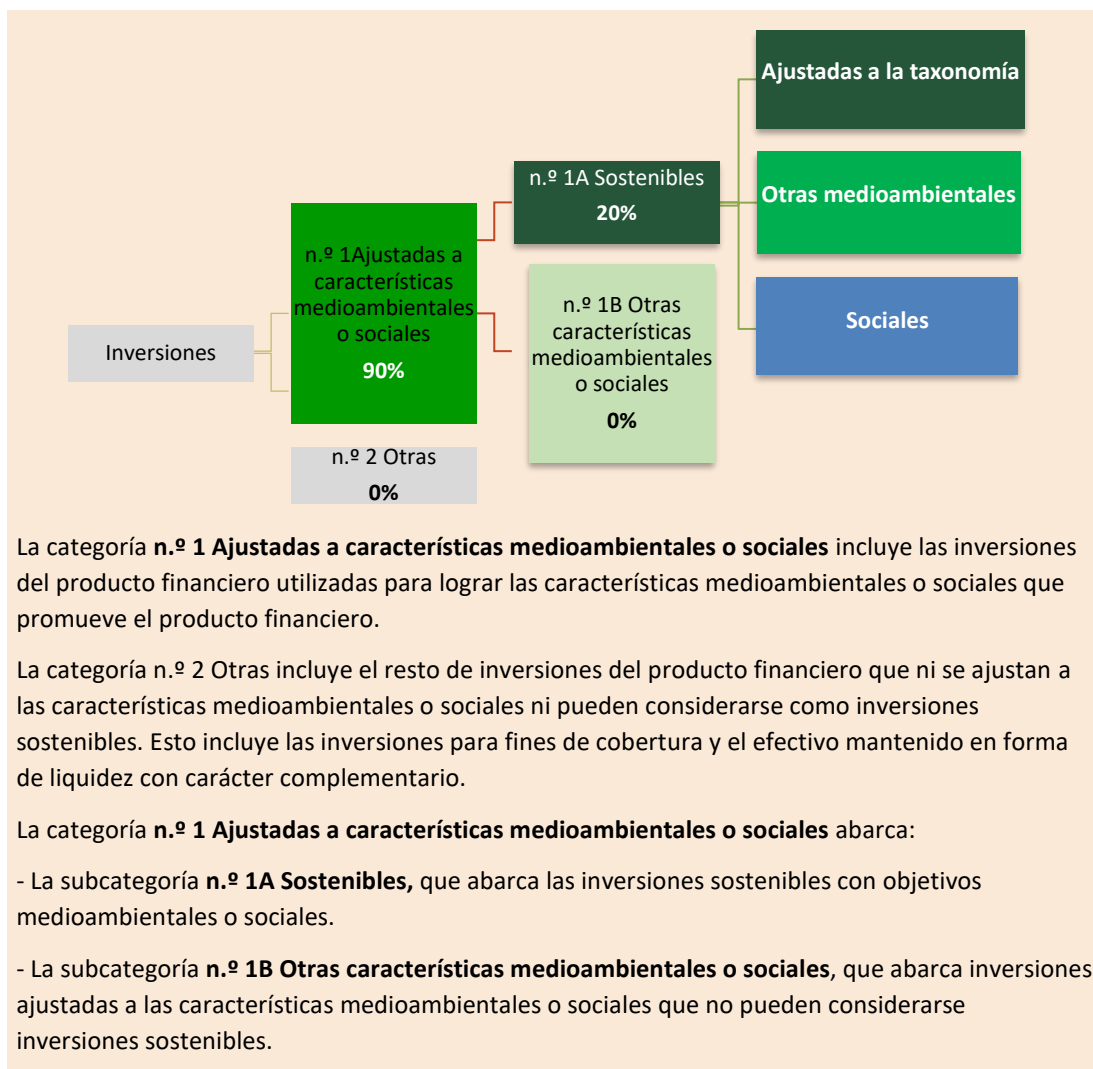 Ajustadas a la taxonomía
n.º 1A Sostenibles
20%
Otras medioambientales
n.º 1Ajustadas a
características
medioambientales
o sociales
90%
n.º 1B Otras
características
medioambientales
o sociales
0%
Sociales
Inversiones
n.º 2 Otras
0%
La categoría n.º 1 Ajustadas a características medioambientales o sociales incluye las inversiones
del producto financiero utilizadas para lograr las características medioambientales o sociales que
promueve el producto financiero.
La categoría n.º 2 Otras incluye el resto de inversiones del producto financiero que ni se ajustan a
las características medioambientales o sociales ni pueden considerarse como inversiones
sostenibles. Esto incluye las inversiones para fines de cobertura y el efectivo mantenido en forma
de liquidez con carácter complementario.
La categoría n.º 1 Ajustadas a características medioambientales o sociales abarca:
- La subcategoría n.º 1A Sostenibles, que abarca las inversiones sostenibles con objetivos
medioambientales o sociales.
- La subcategoría n.º 1B Otras características medioambientales o sociales, que abarca inversiones
ajustadas a las características medioambientales o sociales que no pueden considerarse
inversiones sostenibles.